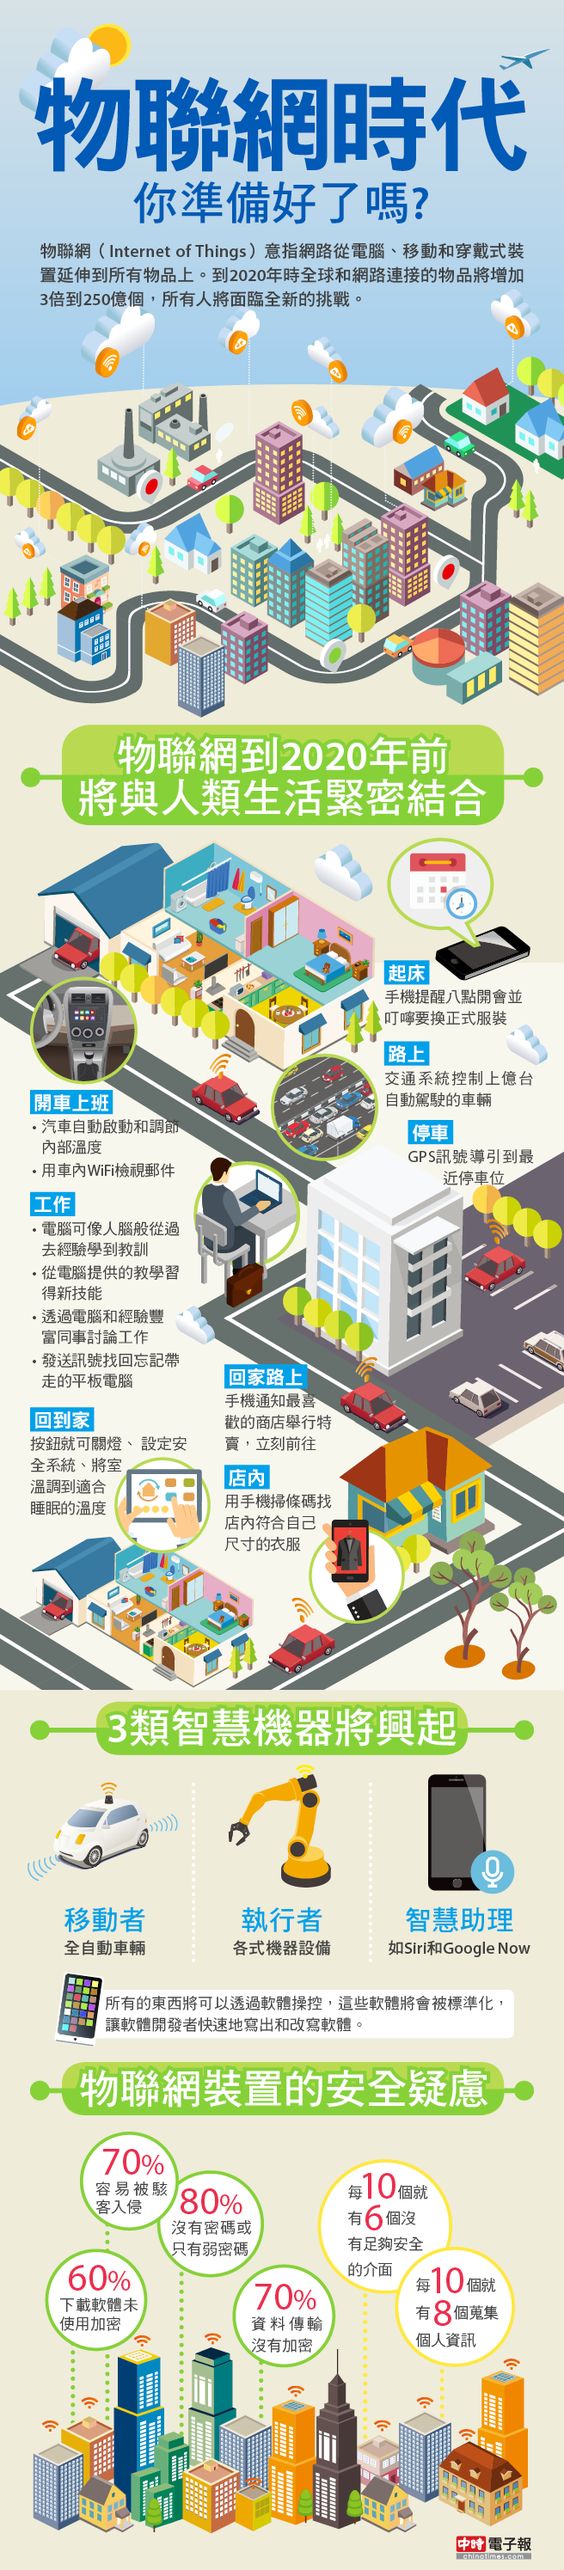 物聯網時代
你準備好了嗎?
物聯網（Internet of Things）意指網路從電腦、移動和穿戴式裝
置延伸到所有物品上。到2020年時全球和網路連接的物品將增加
3倍到250億個，所有人將面臨全新的挑戰。
物聯網到2020年前
將與人類生活緊密結合
起床
手機提醒八點開會並
叮嚀要換正式服裝
路上
交通系統控制上億台
自動駕駛的車輛
開車上班
・汽車自動啟動和調節
內部溫度
・用車內WiFi檢視郵件
停車
GPS訊號導引到最
近停車位
工作
・電腦可像人腦般從過
去經驗學到教訓
・從電腦提供的教學習
得新技能
・透過電腦和經驗豐
富同事討論工作
・發送訊號找回忘記帶
走的平板電腦
回家路上
手機通知最喜
歡的商店舉行特
賣，立刻前往
店內
用手機掃條碼找
店內符合自己
尺寸的衣服
回到家
按鈕就可關燈、設定安
全系統、將室
溫調到適合
睡眠的溫度
3類智慧機器將興起
移動者
全自動車輛
執行者
各式機器設備
智慧助理
如Siri和Google Now
所有的東西將可以透過軟體操控，這些軟體將會被標準化，
讓軟體開發者快速地寫出和改寫軟體。
物聯網裝置的安全疑慮
70%
容易被駭
客入侵
80%
沒有密碼或
只有弱密碼
60%
下載軟體未
使用加密
70%
資料傳輸
沒有加密
每10個就
有6個沒
有足夠安全
的介面
每10個就
有8個蒐集
個人資訊
中時電子報
chinatimes.com